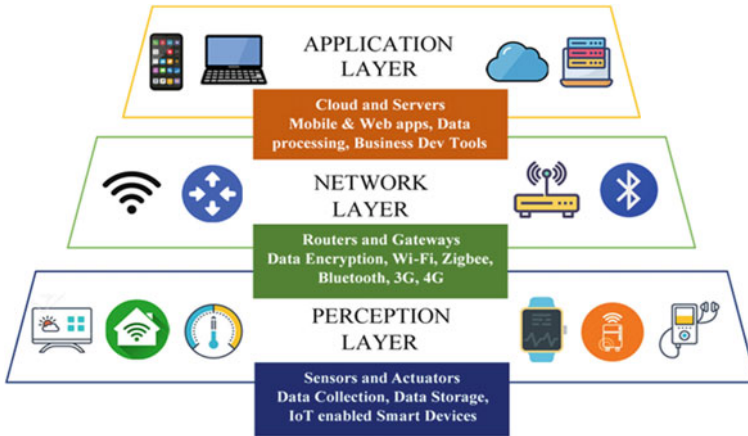 APPLICATION
LAYER
Cloud and Servers
Mobile & Web apps, Data
processing, Business Dev Tools
NETWORK
LAYER
Routers and Gateways
Data Encryption, Wi-Fi, Zigbee,
Bluetooth, 3G, 4G
PERCEPTION
LAYER
Sensors and Actuators
Data Collection, Data Storage,
IoT enabled Smart Devices